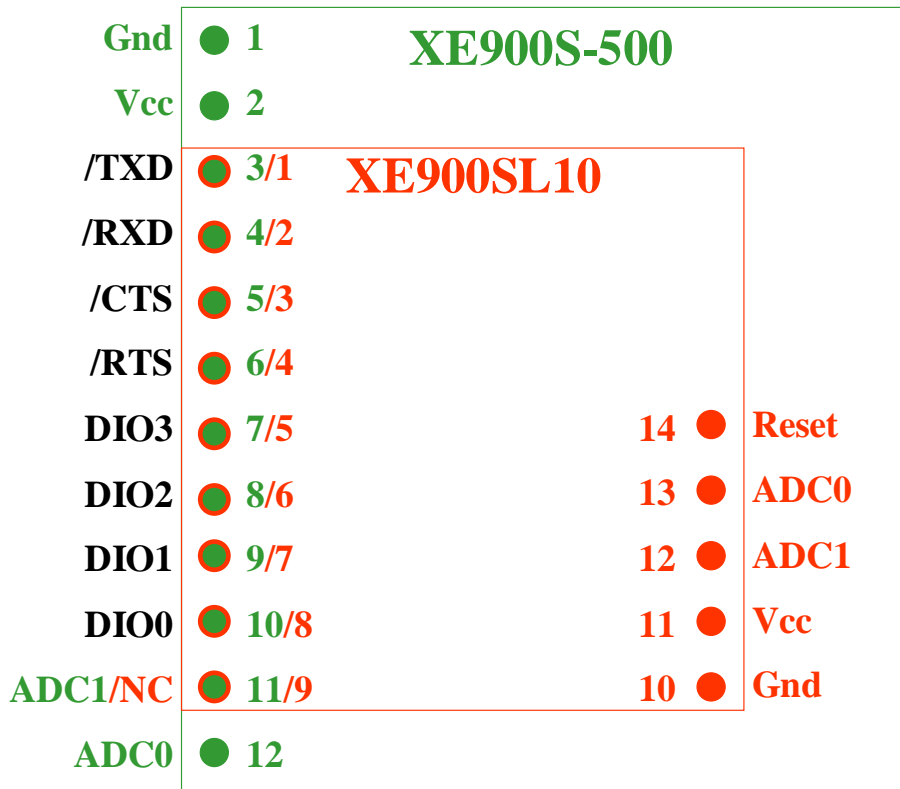 Gnd 1 XE900S-500
Vcc 2
/TXD 3/1 XE900SL10
/RXD 4/2
/CTS 5/3
/RTS 6/4
DIO3 7/5 14 Reset
DIO2 8/6 13 ADC0
DIO1 9/7 12 ADC1
DIO0 10/8 11 Vcc
ADC1/NC 11/9 10 Gnd
ADC0 12